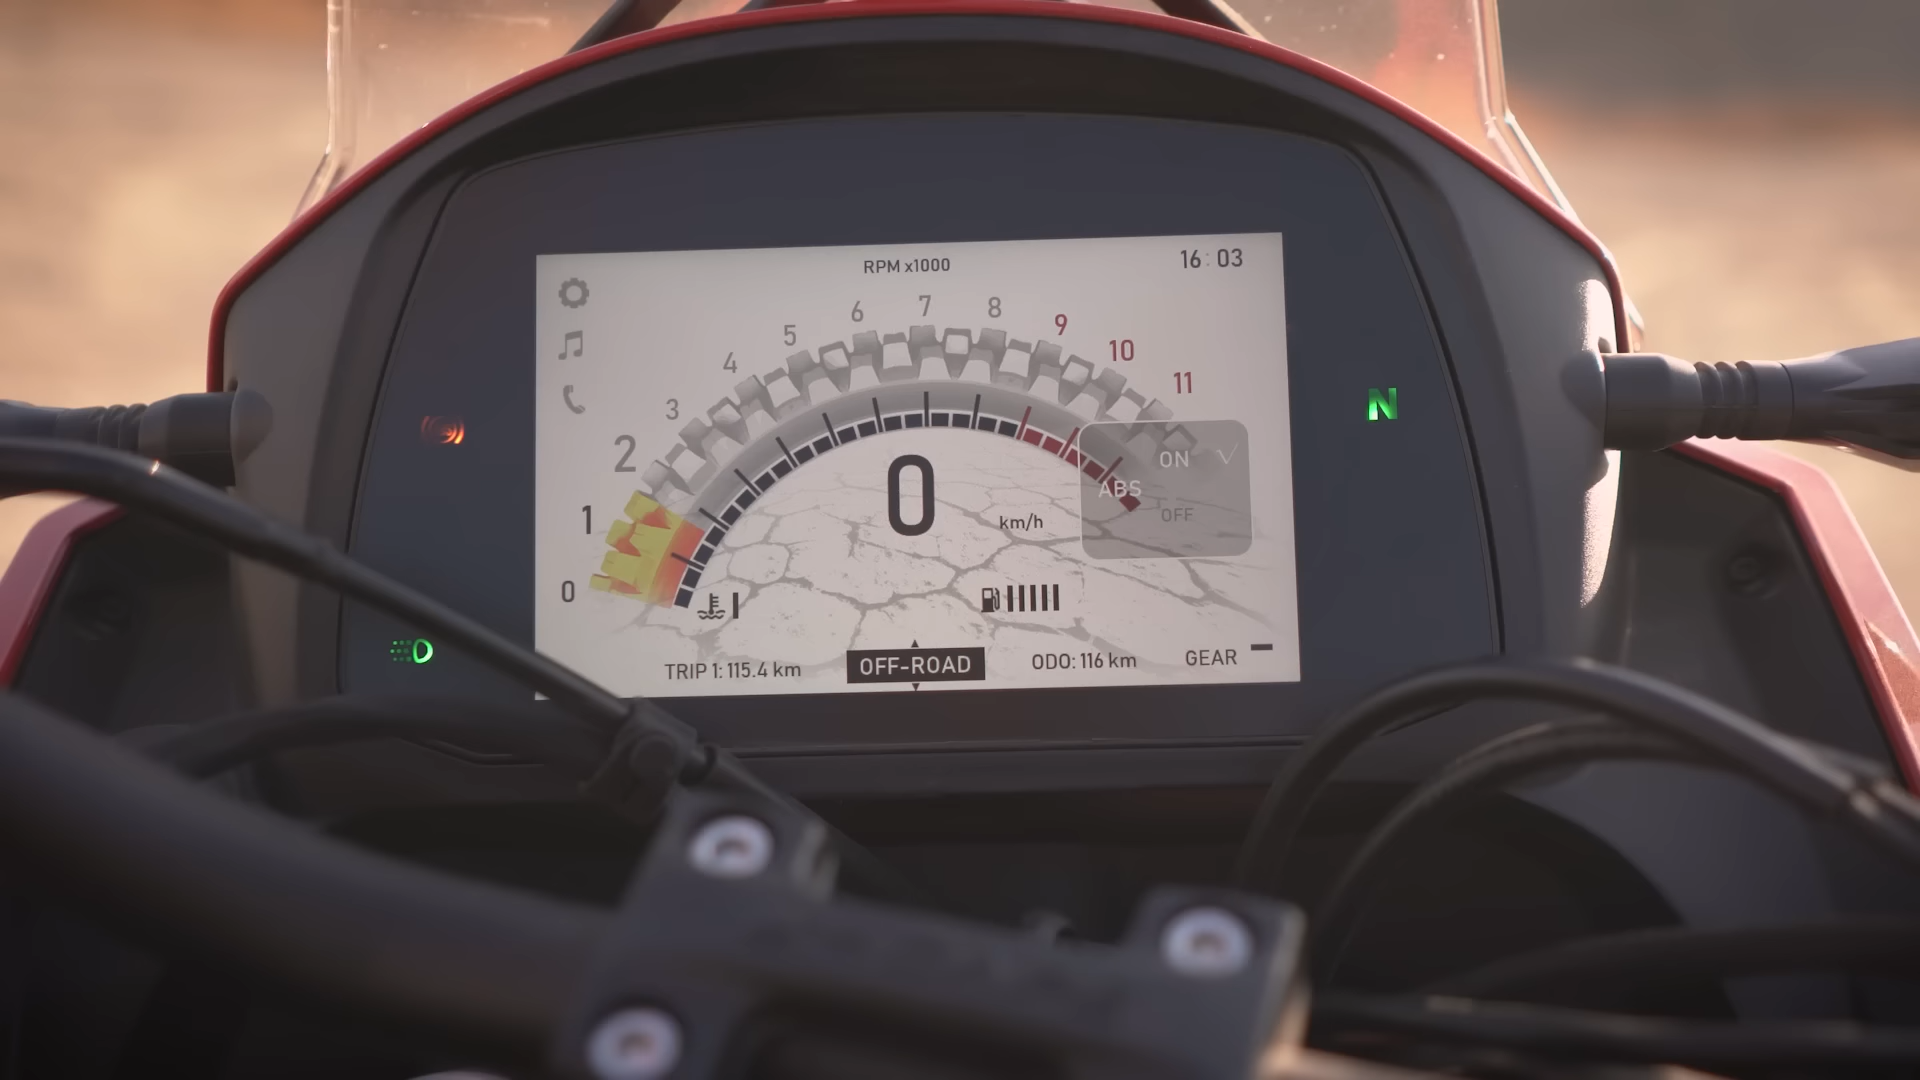 RPM x1000
16:03
0
1
2
3
4
5
6
7
8
9
10
11
N
ON
ABS
OFF
0
km/h
TRIP 1: 115.4 km
OFF-ROAD
ODO: 116 km
GEAR –